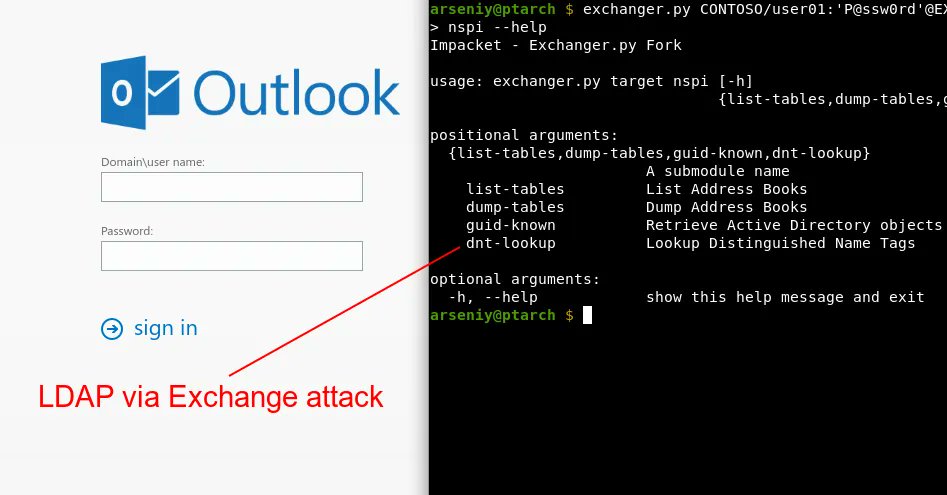 Outlook
Domain\user name:
Password:
sign in
LDAP via Exchange attack
arseniy@ptarch $ exchanger.py CONTOSO/user01:'P@ssw0rd'@EX
> nspi --help
Impacket - Exchanger.py Fork
usage: exchanger.py target nspi [-h]
{list-tables,dump-tables,g
positional arguments:
{list-tables,dump-tables,guid-known,dnt-lookup}
A submodule name
list-tables List Address Books
dump-tables Dump Address Books
guid-known Retrieve Active Directory objects
dnt-lookup Lookup Distinguished Name Tags
optional arguments:
-h, --help show this help message and exit
arseniy@ptarch $